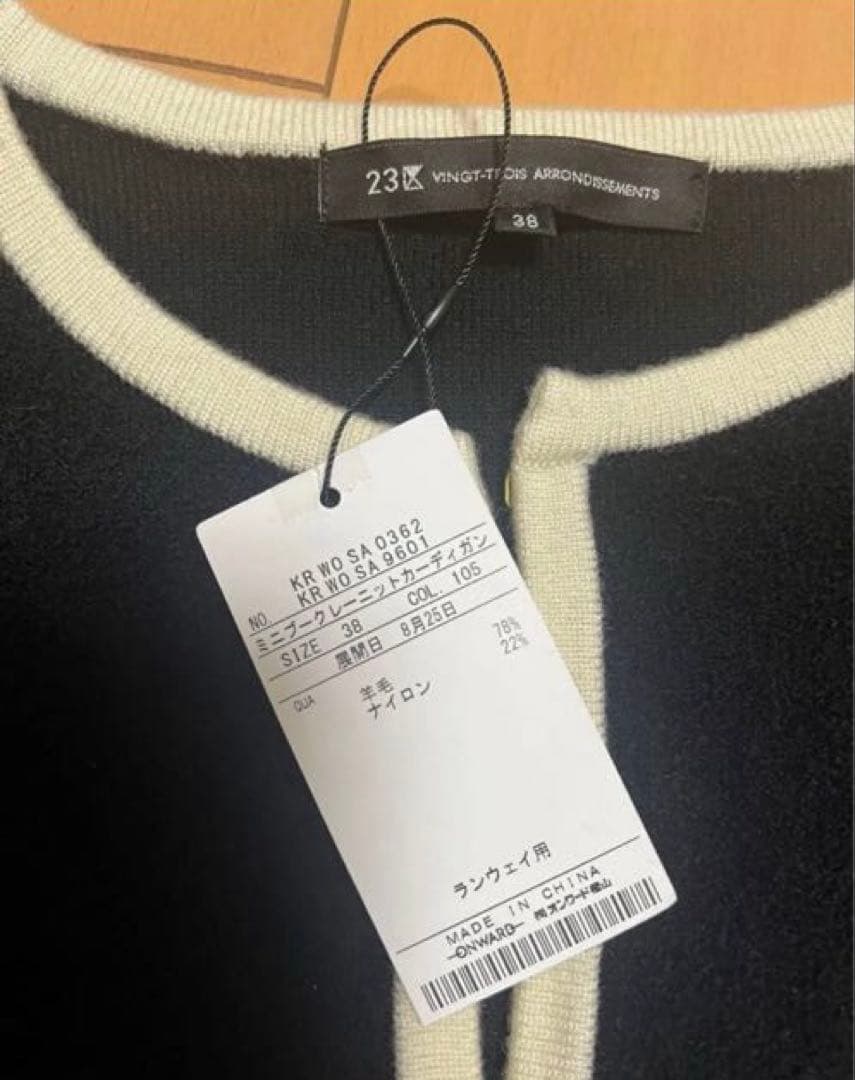 23区 VINGT-TROIS ARRONDISSEMENTS
38
KR WO SA 0362
NO. KR WO SA 9601
ミニブークレーニットカーディガン
SIZE 38 COL. 105
展開日 8月25日
QUA 羊毛 78%
ナイロン 22%
ランウェイ用
MADE IN CHINA
ONWARD ㈱オンワード樫山